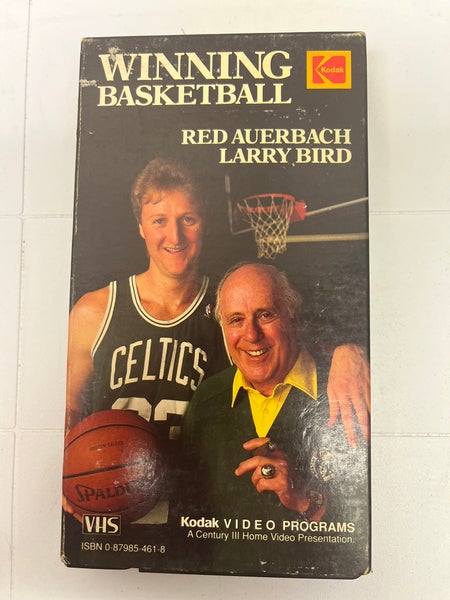 WINNING
BASKETBALL
Kodak
RED AUERBACH
LARRY BIRD
CELTICS
33
SPALDING
VHS
Kodak VIDEO PROGRAMS
A Century III Home Video Presentation.
ISBN 0-87985-461-8